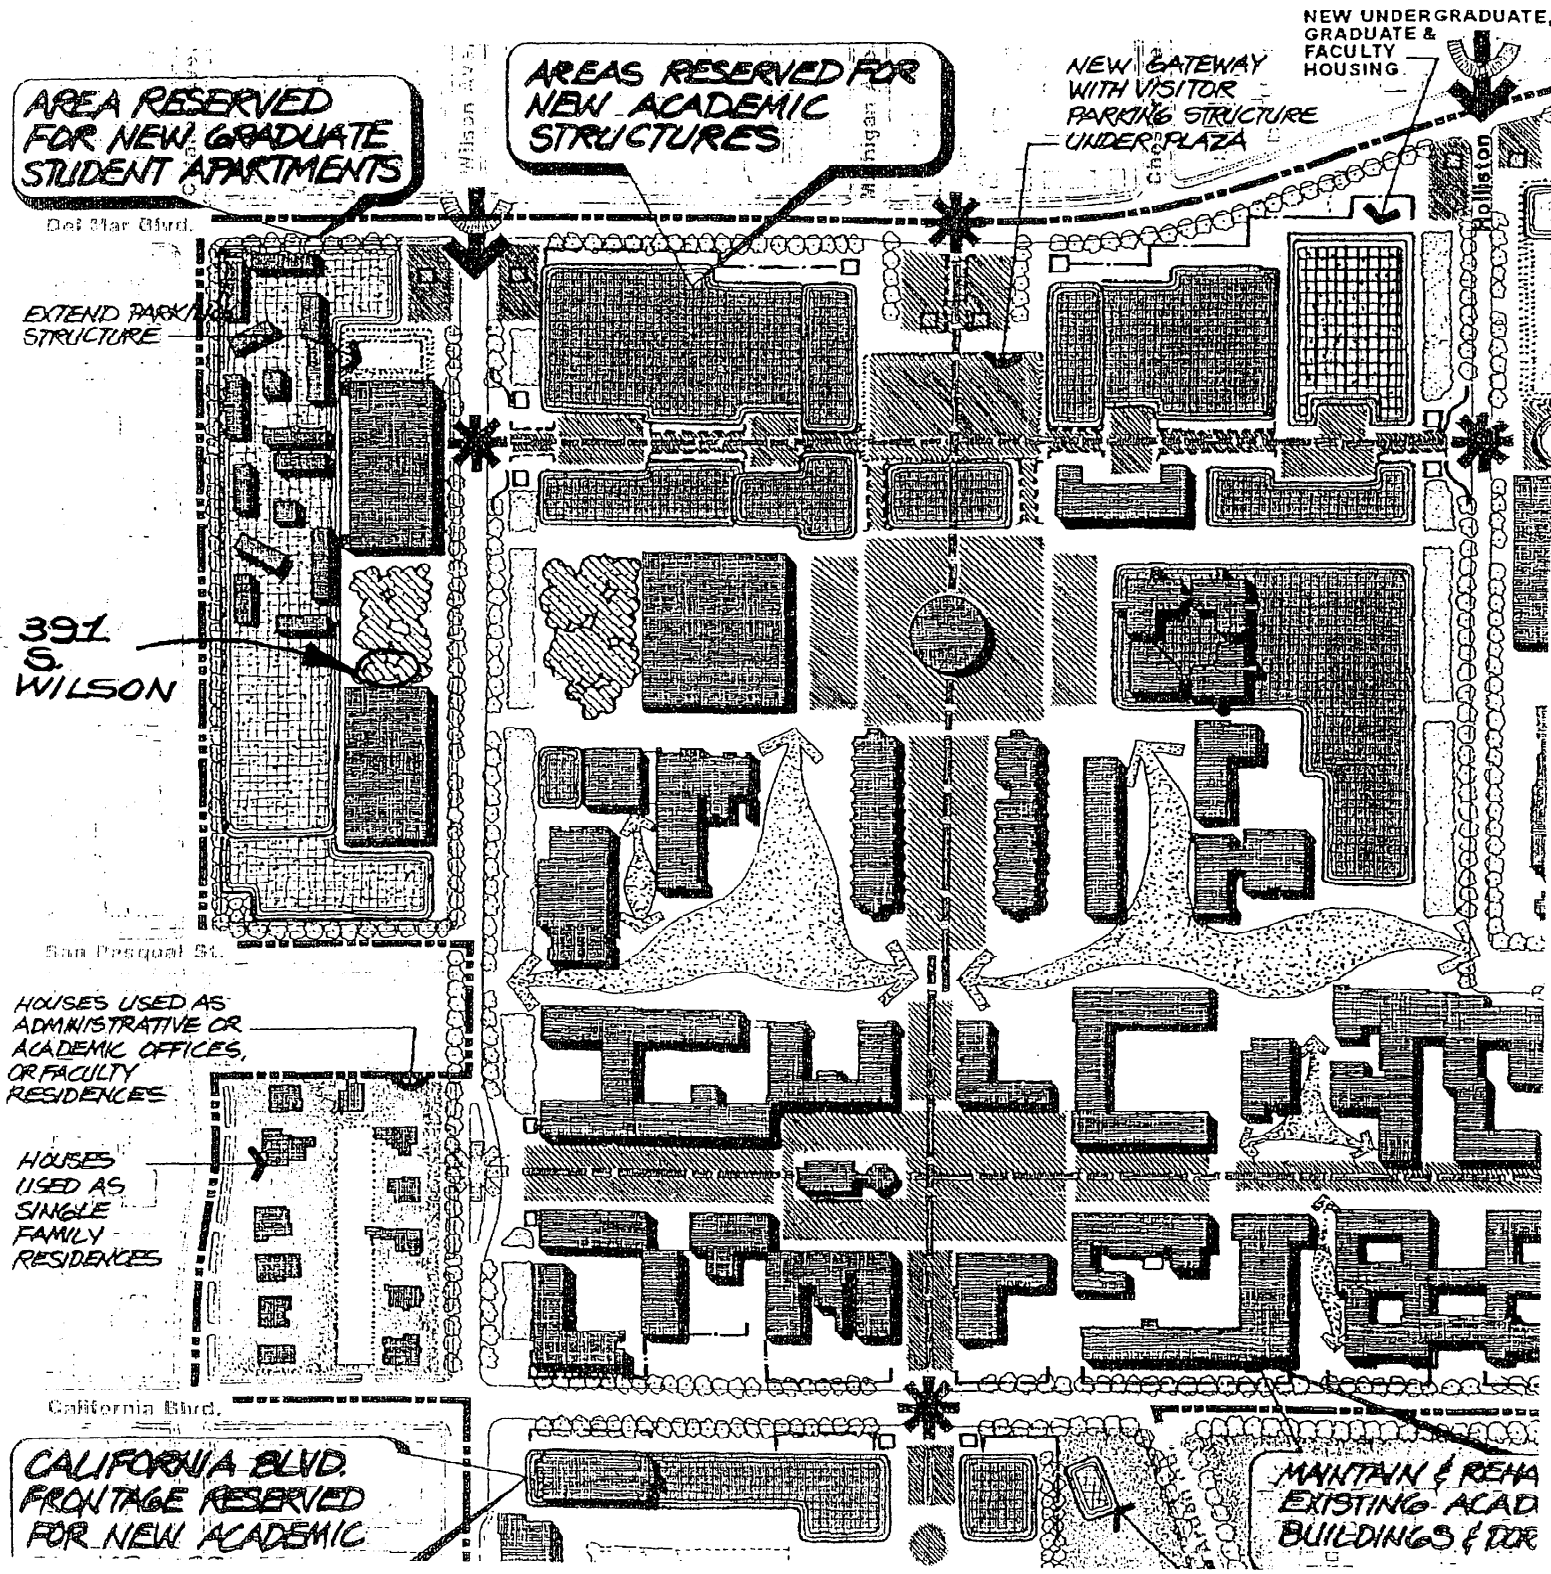 NEW UNDERGRADUATE,
GRADUATE &
FACULTY
HOUSING
AREA RESERVED
FOR NEW GRADUATE
STUDENT APARTMENTS
Wilson
AREAS RESERVED FOR
NEW ACADEMIC
STRUCTURES
NEW GATEWAY
WITH VISITOR
PARKING STRUCTURE
UNDER PLAZA
Holliston
Del Mar Blvd.
EXTEND PARKING
STRUCTURE
391
S.
WILSON
San Pasqual St.
HOUSES USED AS
ADMINISTRATIVE OR
ACADEMIC OFFICES,
OR FACULTY
RESIDENCES
HOUSES
USED AS
SINGLE
FAMILY
RESIDENCES
California Blvd.
CALIFORNIA BLVD.
FRONTAGE RESERVED
FOR NEW ACADEMIC
MAINTAIN & REHA
EXISTING ACAD
BUILDINGS & DOR